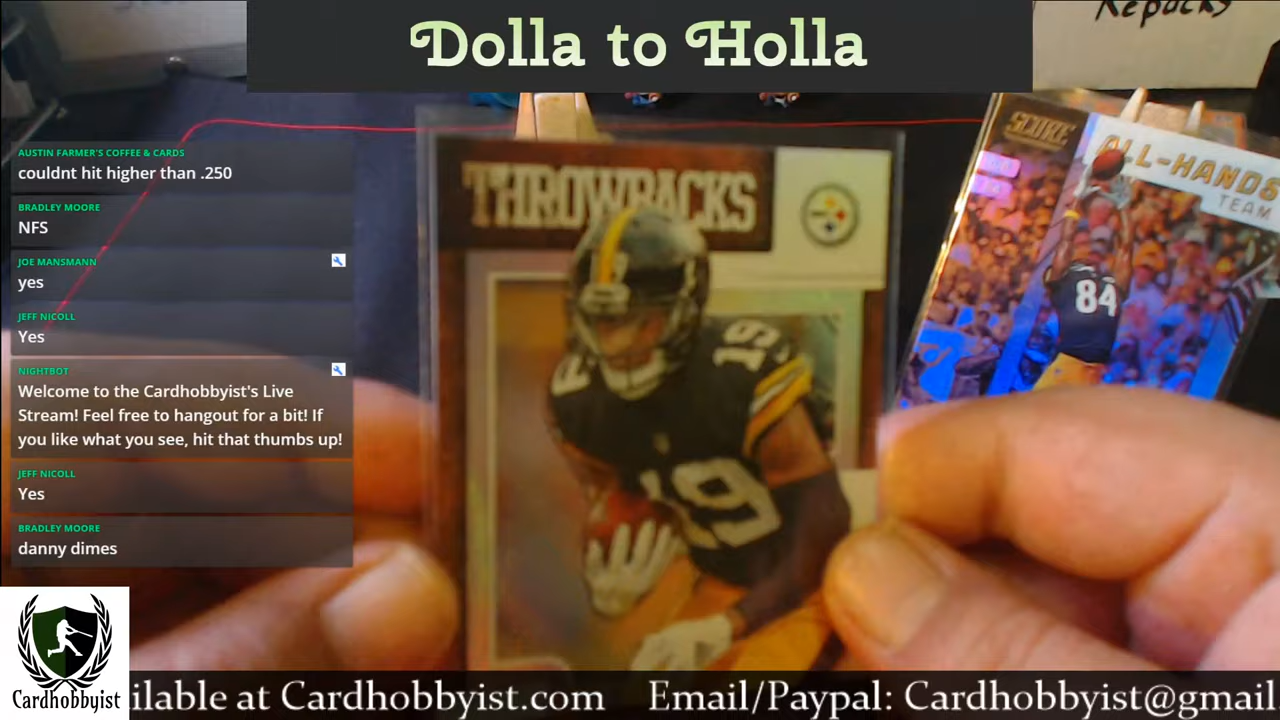 Dolla to Holla
Repacks
AUSTIN FARMER'S COFFEE & CARDS
couldnt hit higher than .250
BRADLEY MOORE
NFS
JOE MANSMANN
yes
JEFF NICOLL
Yes
NIGHTBOT
Welcome to the Cardhobbyist's Live
Stream! Feel free to hangout for a bit! If
you like what you see, hit that thumbs up!
JEFF NICOLL
Yes
BRADLEY MOORE
danny dimes
THROWBACKS
19
19
SCORE
ALL-HANDS
TEAM
84
Cardhobbyist
ilable at Cardhobbyist.com Email/Paypal: Cardhobbyist@gmail.